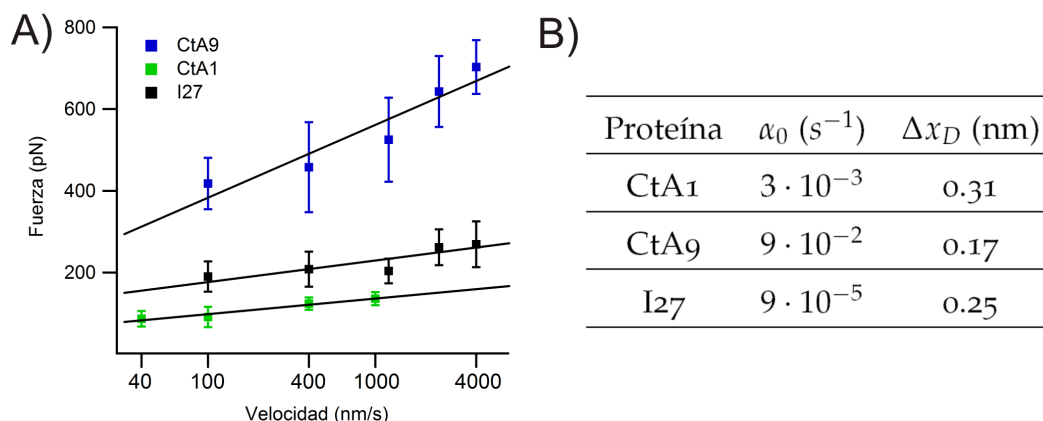 A)
CtA9
CtA1
I27
Fuerza (pN)
800
600
400
200
40 100 400 1000 4000
Velocidad (nm/s)
B)
Proteína α₀ (s⁻¹) Δx_D (nm)
CtA1 3 · 10⁻³ 0.31
CtA9 9 · 10⁻² 0.17
I27 9 · 10⁻⁵ 0.25